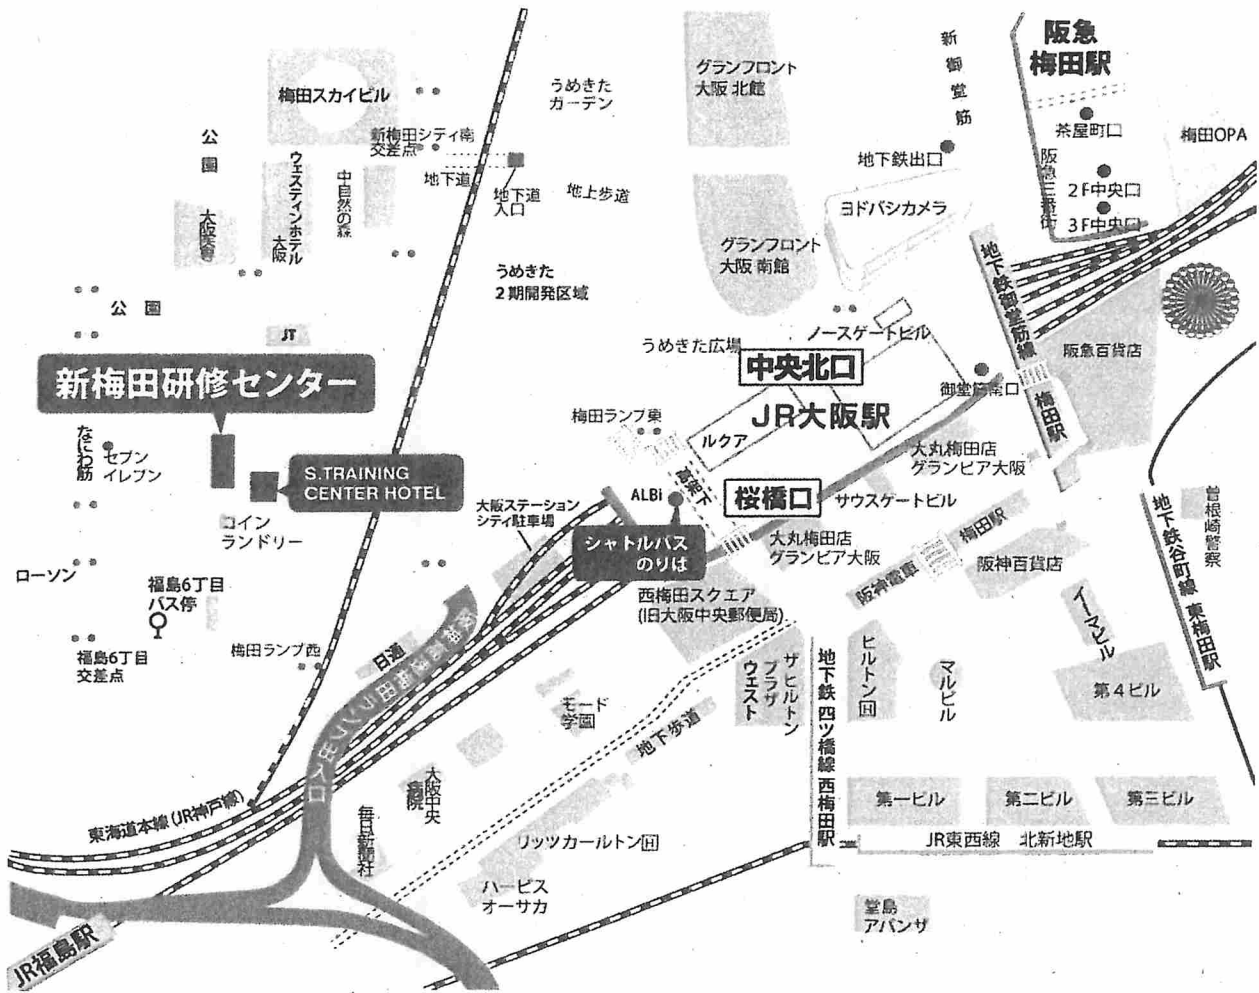 阪急
梅田駅
新御堂筋
グランフロント
大阪 北館
梅田スカイビル
うめきた
ガーデン
茶屋町口
梅田OPA
新梅田シティ南
交差点
公園
地下鉄出口
阪急三番街
2F中央口
3F中央口
ウェスティンホテル
大阪
中自然の森
地下道
地下道
入口
地上歩道
ヨドバシカメラ
グランフロント
大阪 南館
地下鉄御堂筋線
梅田駅
うめきた
2期開発区域
公園
JT
ノースゲートビル
うめきた広場
中央北口
阪急百貨店
新梅田研修センター
御堂筋南口
JR大阪駅
梅田ランプ東
ルクア
なにわ筋
セブン
イレブン
S.TRAINING
CENTER HOTEL
大丸梅田店
グランビア大阪
高架下
ALBi
桜橋口
サウスゲートビル
大阪ステーション
シティ駐車場
コイン
ランドリー
シャトルバス
のりば
大丸梅田店
グランビア大阪
梅田駅
阪神電車
阪神百貨店
曽根崎警察
地下鉄谷町線 東梅田駅
ローソン
福島6丁目
バス停
西梅田スクエア
(旧大阪中央郵便局)
イーマビル
福島6丁目
交差点
梅田ランプ西
日通
ザヒルトン
プラザ
ウェスト
地下鉄 四ツ橋線 西梅田駅
ヒルトンH
マルビル
第4ビル
モード
学園
地下歩道
大阪中央
病院
第一ビル
第二ビル
第三ビル
東海道本線(JR神戸線)
毎日新聞社
リッツカールトンH
JR東西線 北新地駅
ハービス
オーサカ
堂島
アバンザ
JR福島駅